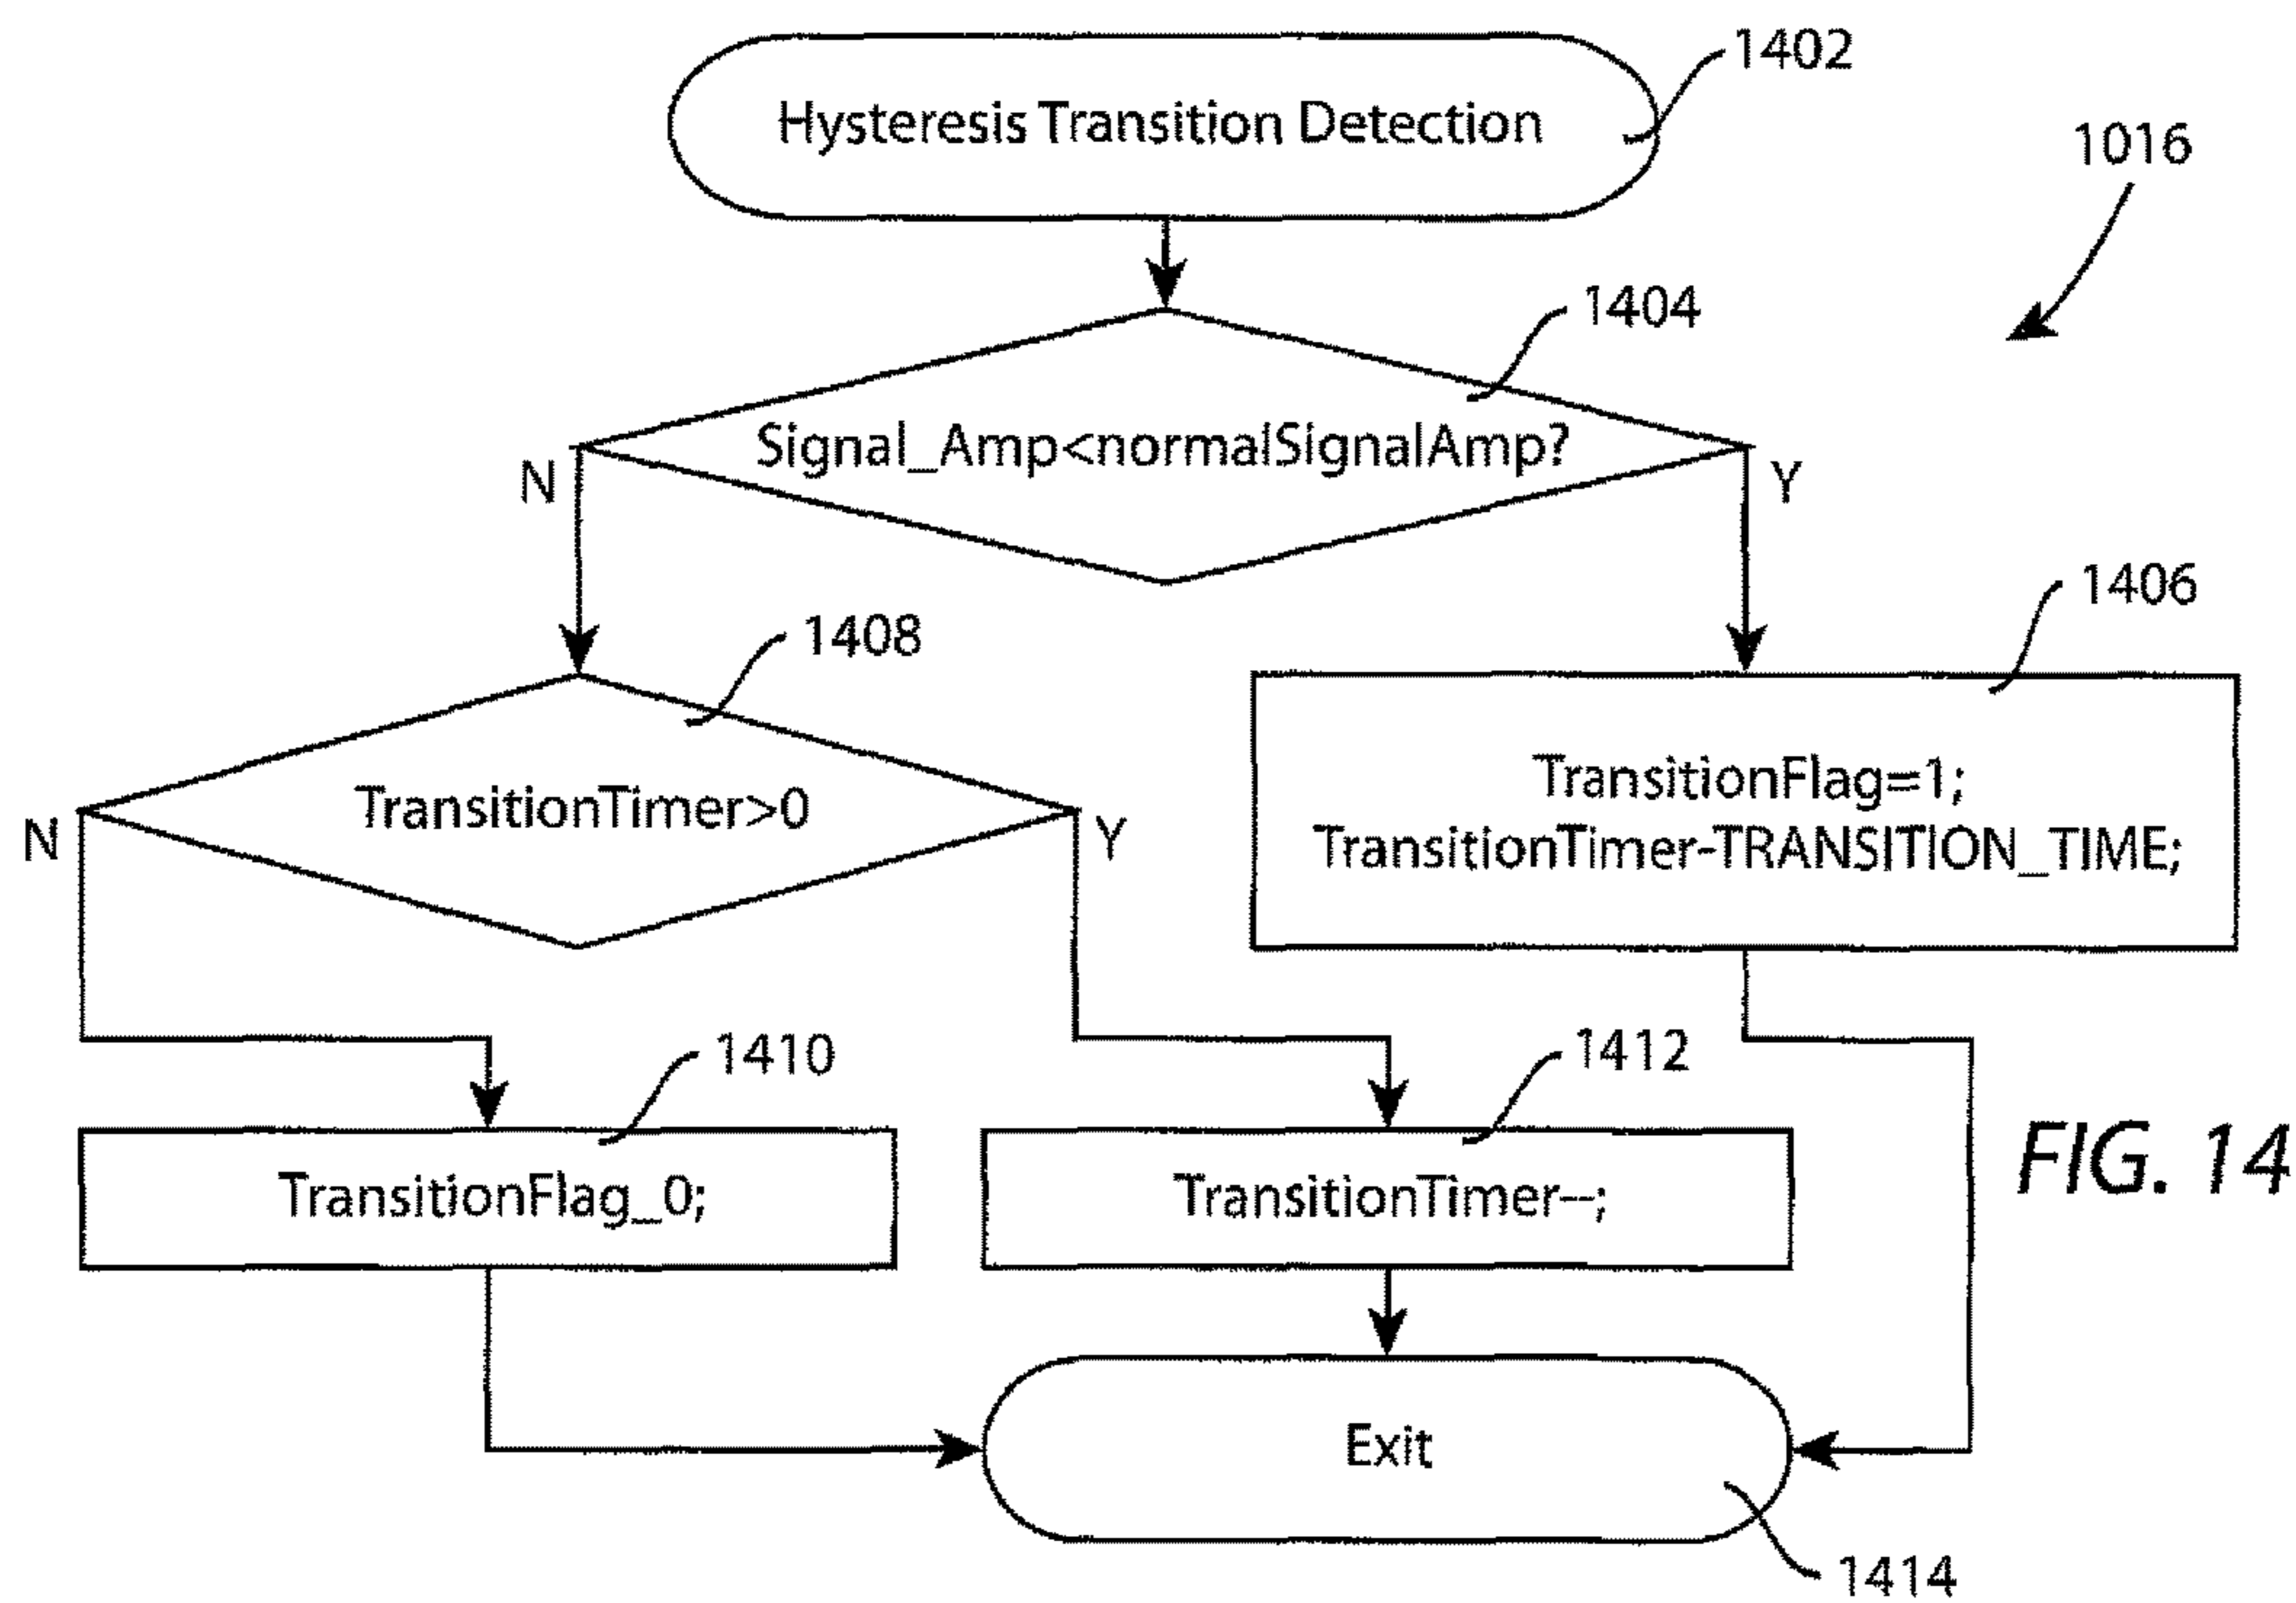 1402
Hysteresis Transition Detection
1016
1404
Signal_Amp<normalSignalAmp?
N
Y
1408
1406
TransitionTimer>0
N
Y
TransitionFlag=1;
TransitionTimer-TRANSITION_TIME;
1410
1412
TransitionFlag_0;
TransitionTimer--;
FIG. 14
Exit
1414